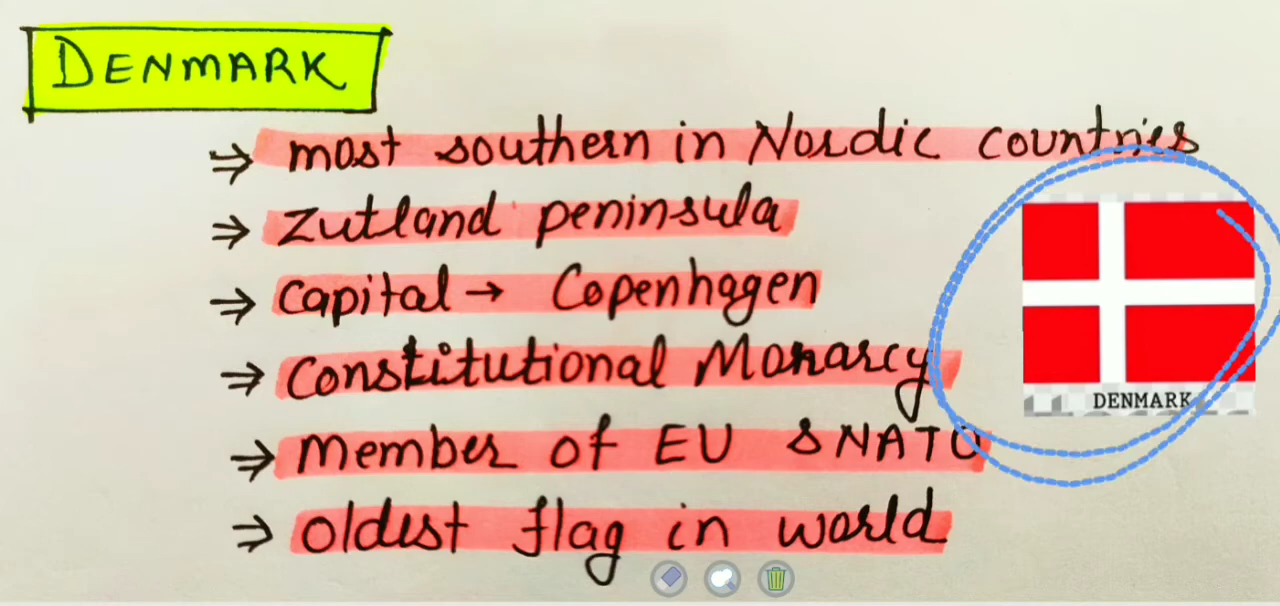 DENMARK
⇒ most southern in Nordic countries
⇒ Zutland peninsula
⇒ Capital → Copenhagen
⇒ Constitutional Monarcy
⇒ Member of EU & NATO
⇒ oldest flag in world
DENMARK